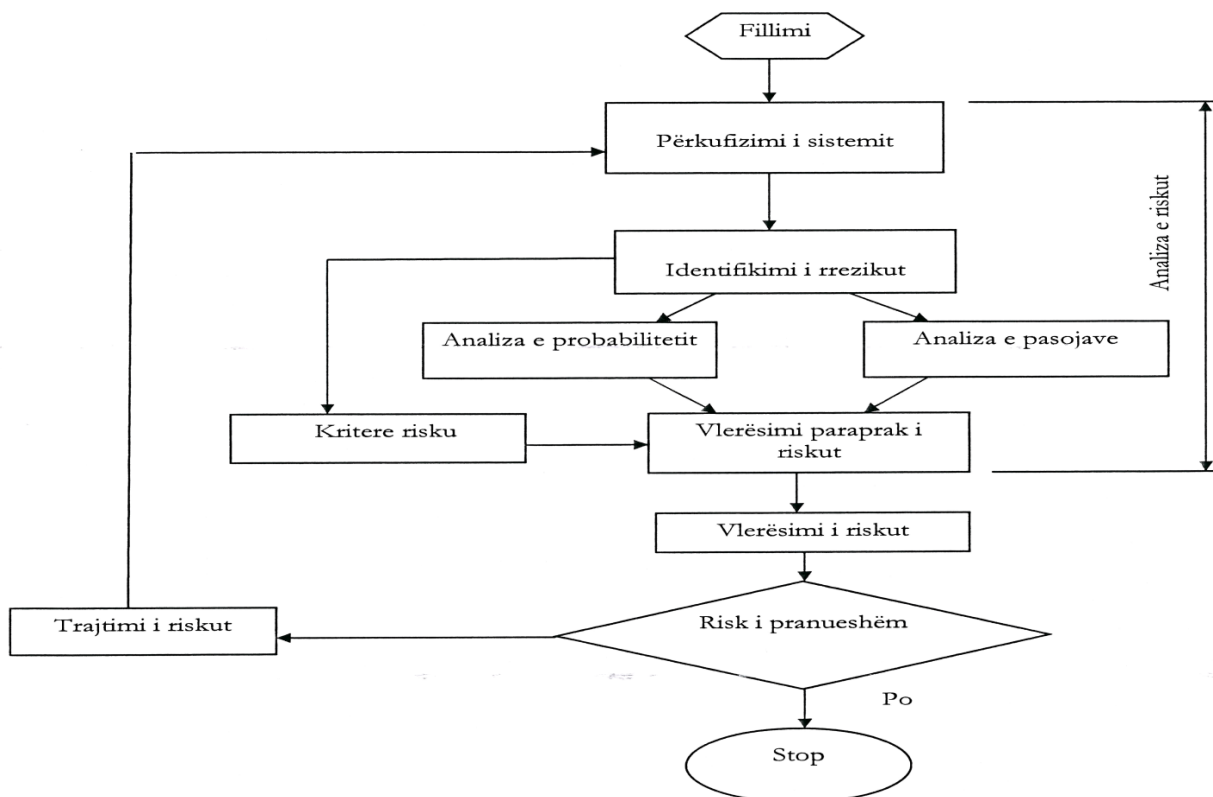 Fillimi
Përkufizimi i sistemit
Analiza e riskut
Identifikimi i rrezikut
Analiza e probabilitetit
Analiza e pasojave
Kritere risku
Vlerësimi paraprak i
riskut
Vlerësimi i riskut
Trajtimi i riskut
Risk i pranueshëm
Po
Stop